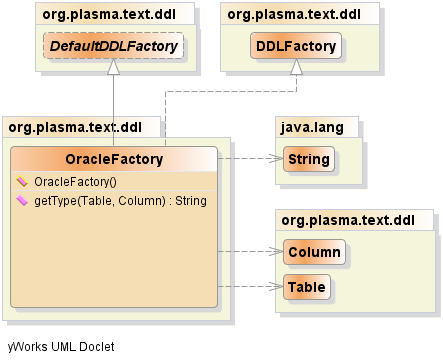 org.plasma.text.ddl
DefaultDDLFactory
org.plasma.text.ddl
DDLFactory
org.plasma.text.ddl
OracleFactory
OracleFactory()
getType(Table, Column) : String
java.lang
String
org.plasma.text.ddl
Column
Table
yWorks UML Doclet